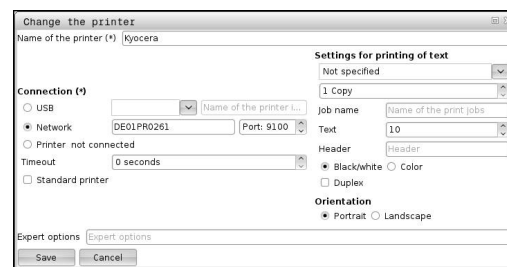 Change the printer
Name of the printer (*) Kyocera
Settings for printing of text
Not specified
1 Copy
Job name Name of the print jobs
Text 10
Header Header
Black/white Color
Duplex
Orientation
Portrait Landscape
Connection (*)
USB Name of the printer i...
Network DE01PR0261 Port: 9100
Printer not connected
Timeout 0 seconds
Standard printer
Expert options Expert options
Save Cancel